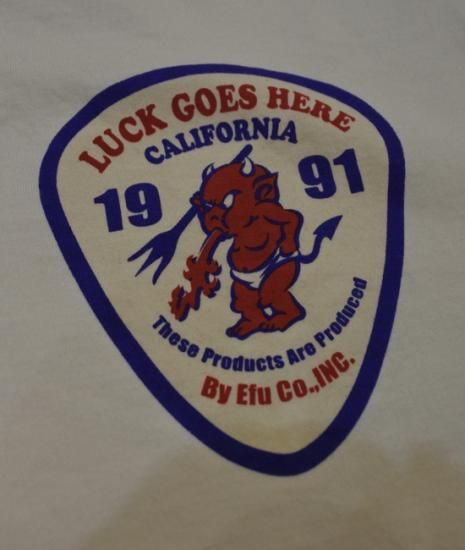 LUCK GOES HERE
CALIFORNIA
19 91
These Products Are Produced
By Efu Co.,INC.